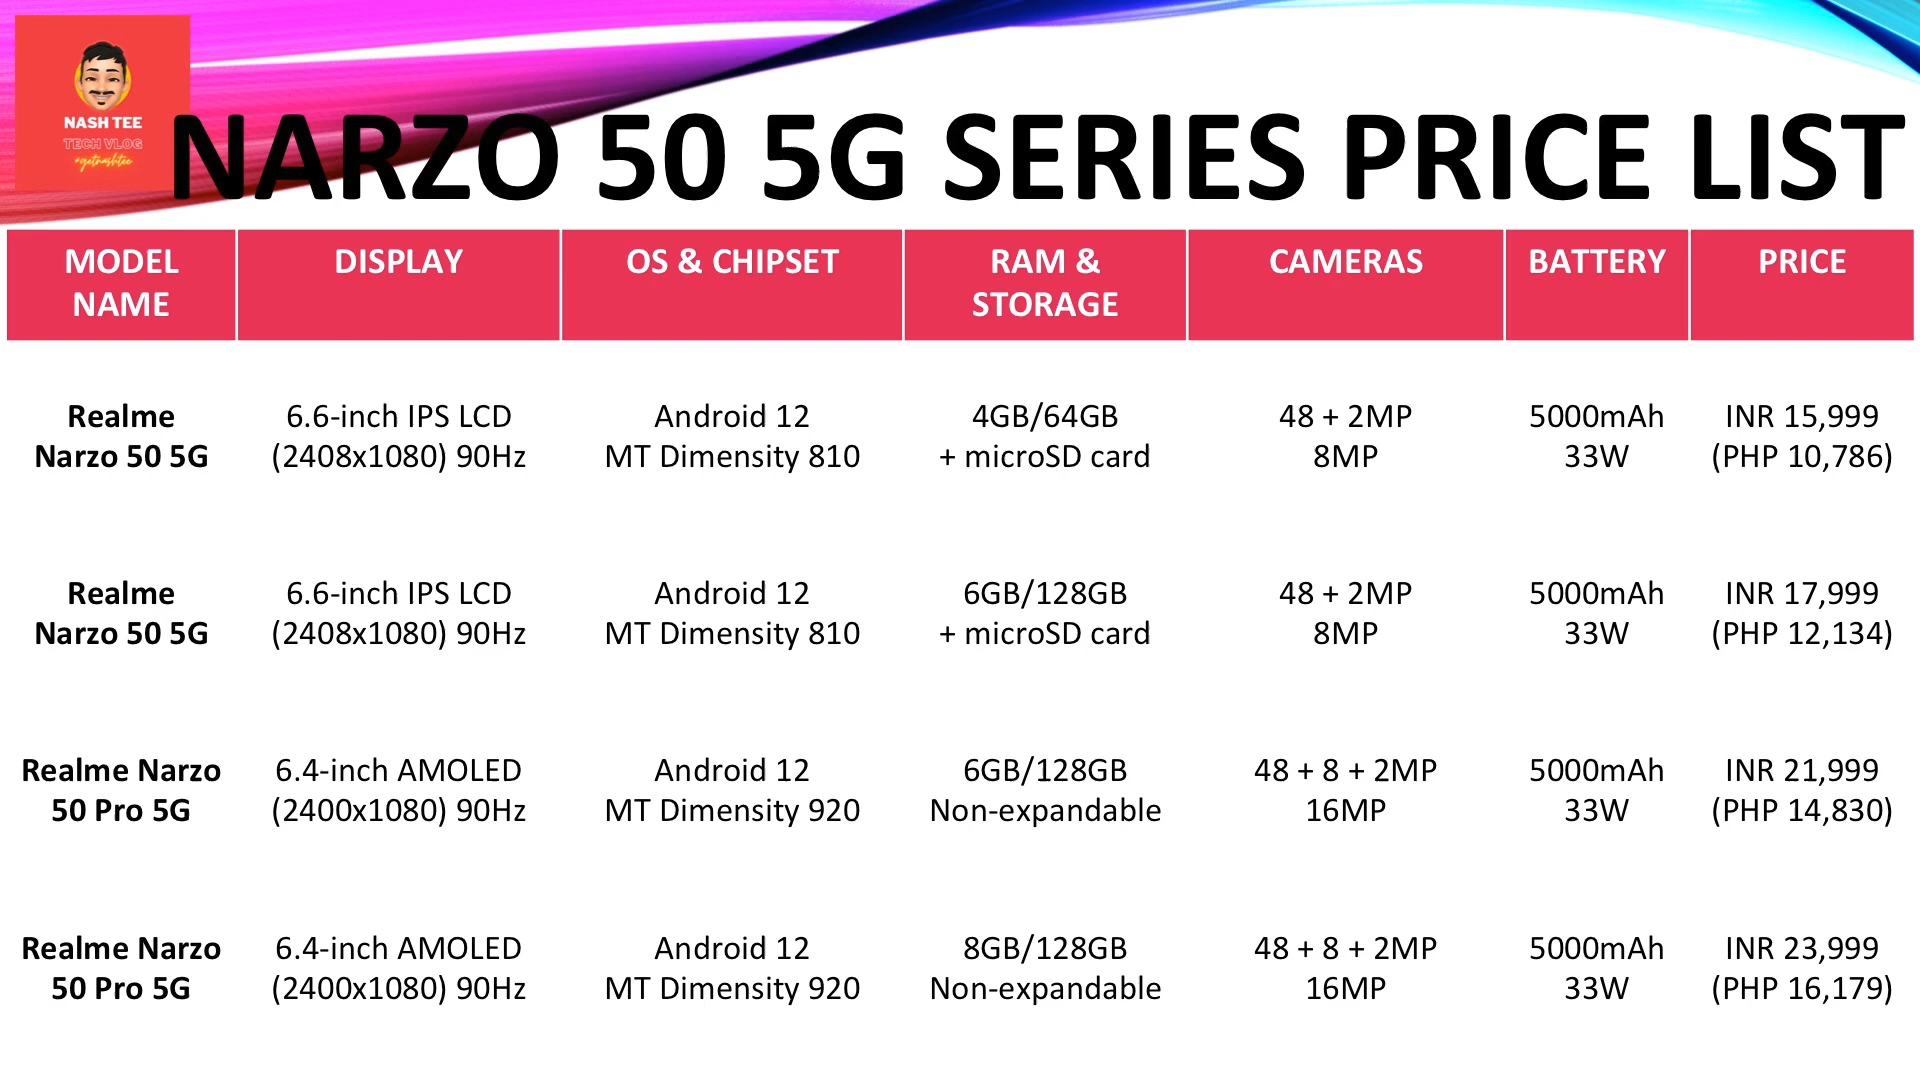 NASH TEE
TECH VLOG
#getnashtee
NARZO 50 5G SERIES PRICE LIST
MODEL NAME DISPLAY OS & CHIPSET RAM & STORAGE CAMERAS BATTERY PRICE
Realme 6.6-inch IPS LCD Android 12 4GB/64GB 48 + 2MP 5000mAh INR 15,999
Narzo 50 5G (2408x1080) 90Hz MT Dimensity 810 + microSD card 8MP 33W (PHP 10,786)
Realme 6.6-inch IPS LCD Android 12 6GB/128GB 48 + 2MP 5000mAh INR 17,999
Narzo 50 5G (2408x1080) 90Hz MT Dimensity 810 + microSD card 8MP 33W (PHP 12,134)
Realme Narzo 6.4-inch AMOLED Android 12 6GB/128GB 48 + 8 + 2MP 5000mAh INR 21,999
50 Pro 5G (2400x1080) 90Hz MT Dimensity 920 Non-expandable 16MP 33W (PHP 14,830)
Realme Narzo 6.4-inch AMOLED Android 12 8GB/128GB 48 + 8 + 2MP 5000mAh INR 23,999
50 Pro 5G (2400x1080) 90Hz MT Dimensity 920 Non-expandable 16MP 33W (PHP 16,179)